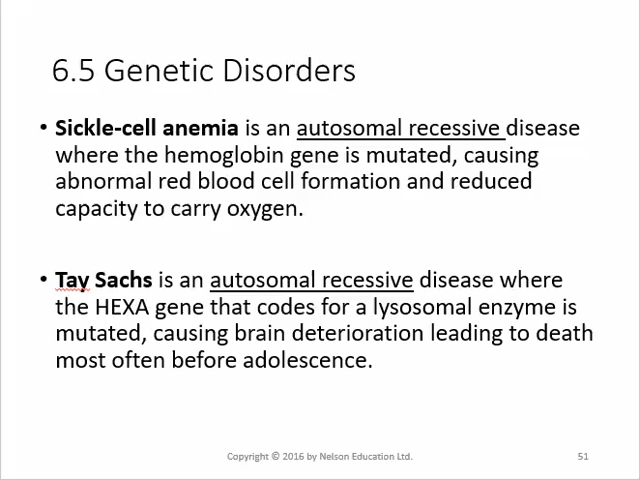 6.5 Genetic Disorders
• Sickle-cell anemia is an autosomal recessive disease
where the hemoglobin gene is mutated, causing
abnormal red blood cell formation and reduced
capacity to carry oxygen.
• Tay Sachs is an autosomal recessive disease where
the HEXA gene that codes for a lysosomal enzyme is
mutated, causing brain deterioration leading to death
most often before adolescence.
Copyright © 2016 by Nelson Education Ltd.
51